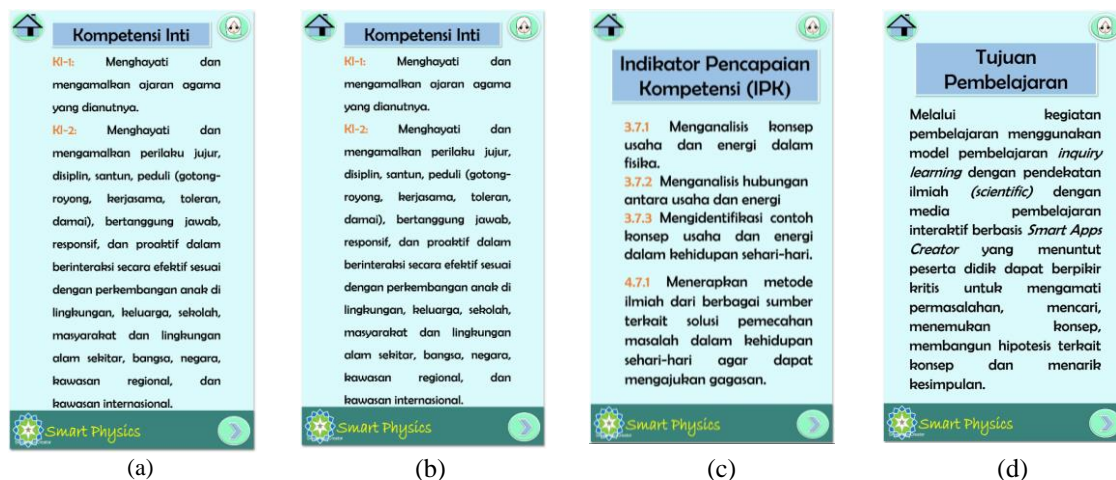 Kompetensi Inti
KI-1: Menghayati dan
mengamalkan ajaran agama
yang dianutnya.
KI-2: Menghayati dan
mengamalkan perilaku jujur,
disiplin, santun, peduli (gotong-
royong, kerjasama, toleran,
damai), bertanggung jawab,
responsif, dan proaktif dalam
berinteraksi secara efektif sesuai
dengan perkembangan anak di
lingkungan, keluarga, sekolah,
masyarakat dan lingkungan
alam sekitar, bangsa, negara,
kawasan regional, dan
kawasan internasional.
Smart Physics
(a)
Kompetensi Inti
KI-1: Menghayati dan
mengamalkan ajaran agama
yang dianutnya.
KI-2: Menghayati dan
mengamalkan perilaku jujur,
disiplin, santun, peduli (gotong-
royong, kerjasama, toleran,
damai), bertanggung jawab,
responsif, dan proaktif dalam
berinteraksi secara efektif sesuai
dengan perkembangan anak di
lingkungan, keluarga, sekolah,
masyarakat dan lingkungan
alam sekitar, bangsa, negara,
kawasan regional, dan
kawasan internasional.
Smart Physics
(b)
Indikator Pencapaian
Kompetensi (IPK)
3.7.1 Menganalisis konsep
usaha dan energi dalam
fisika.
3.7.2 Menganalisis hubungan
antara usaha dan energi
3.7.3 Mengidentifikasi contoh
konsep usaha dan energi
dalam kehidupan sehari-hari.
4.7.1 Menerapkan metode
ilmiah dari berbagai sumber
terkait solusi pemecahan
masalah dalam kehidupan
sehari-hari agar dapat
mengajukan gagasan.
Smart Physics
(c)
Tujuan
Pembelajaran
Melalui kegiatan
pembelajaran menggunakan
model pembelajaran inquiry
learning dengan pendekatan
ilmiah (scientific) dengan
media pembelajaran
interaktif berbasis Smart Apps
Creator yang menuntut
peserta didik dapat berpikir
kritis untuk mengamati
permasalahan, mencari,
menemukan konsep,
membangun hipotesis terkait
konsep dan menarik
kesimpulan.
Smart Physics
(d)